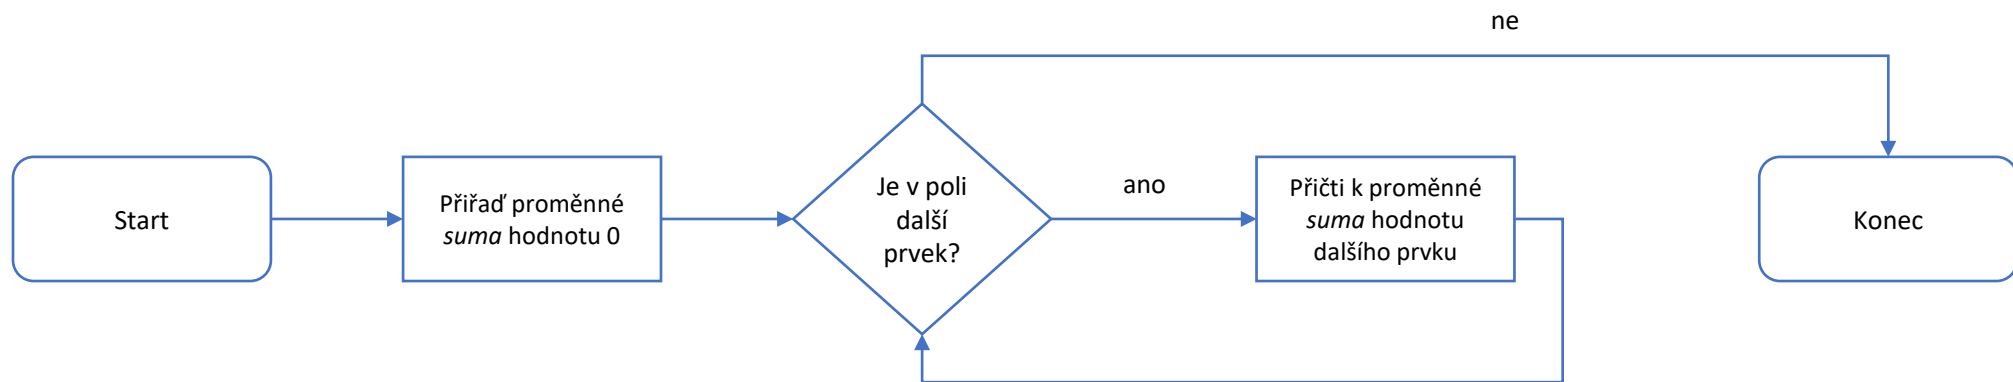 ne
Start
Přiřaď proměnné
suma hodnotu 0
Je v poli
další
prvek?
ano
Přičti k proměnné
suma hodnotu
dalšího prvku
Konec